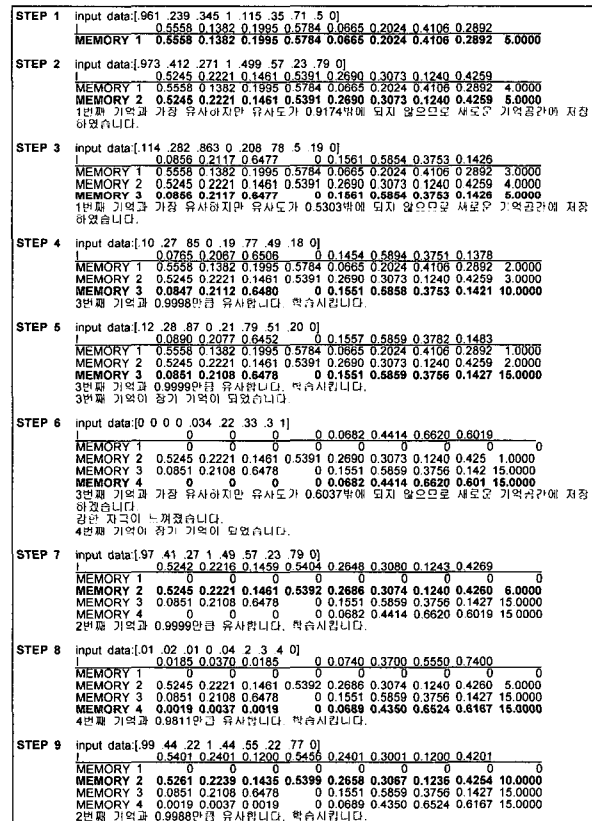 STEP 1 input data:[.961 .239 .345 1 .115 .35 .71 .5 0]
I 0.5558 0.1382 0.1995 0.5784 0.0665 0.2024 0.4106 0.2892
MEMORY 1 0.5558 0.1382 0.1995 0.5784 0.0665 0.2024 0.4106 0.2892 5.0000
STEP 2 input data:[.973 .412 .271 1 .499 .57 .23 .79 0]
I 0.5245 0.2221 0.1461 0.5391 0.2690 0.3073 0.1240 0.4259
MEMORY 1 0.5558 0.1382 0.1995 0.5784 0.0665 0.2024 0.4106 0.2892 4.0000
MEMORY 2 0.5245 0.2221 0.1461 0.5391 0.2690 0.3073 0.1240 0.4259 5.0000
1번째 기억과 가장 유사하지만 유사도가 0.9174밖에 되지 않으므로 새로운 기억공간에 저장
하였습니다.
STEP 3 input data:[.114 .282 .863 0 .208 .78 .5 .19 0]
I 0.0856 0.2117 0.6477 0 0.1561 0.5854 0.3753 0.1426
MEMORY 1 0.5558 0.1382 0.1995 0.5784 0.0665 0.2024 0.4106 0.2892 3.0000
MEMORY 2 0.5245 0.2221 0.1461 0.5391 0.2690 0.3073 0.1240 0.4259 4.0000
MEMORY 3 0.0856 0.2117 0.6477 0 0.1561 0.5854 0.3753 0.1426 5.0000
1번째 기억과 가장 유사하지만 유사도가 0.5303밖에 되지 않으므로 새로운 기억공간에 저장
하였습니다.
STEP 4 input data:[.10 .27 .85 0 .19 .77 .49 .18 0]
I 0.0765 0.2067 0.6506 0 0.1454 0.5894 0.3751 0.1378
MEMORY 1 0.5558 0.1382 0.1995 0.5784 0.0665 0.2024 0.4106 0.2892 2.0000
MEMORY 2 0.5245 0.2221 0.1461 0.5391 0.2690 0.3073 0.1240 0.4259 3.0000
MEMORY 3 0.0847 0.2112 0.6480 0 0.1551 0.5858 0.3753 0.1421 10.0000
3번째 기억과 0.9998만큼 유사합니다. 학습시킵니다.
STEP 5 input data:[.12 .28 .87 0 .21 .79 .51 .20 0]
I 0.0890 0.2077 0.6452 0 0.1557 0.5859 0.3782 0.1483
MEMORY 1 0.5558 0.1382 0.1995 0.5784 0.0665 0.2024 0.4106 0.2892 1.0000
MEMORY 2 0.5245 0.2221 0.1461 0.5391 0.2690 0.3073 0.1240 0.4259 2.0000
MEMORY 3 0.0851 0.2108 0.6478 0 0.1551 0.5859 0.3756 0.1427 15.0000
3번째 기억과 0.9999만큼 유사합니다. 학습시킵니다.
3번째 기억이 장기 기억이 되었습니다.
STEP 6 input data:[0 0 0 0 .034 .22 .33 .3 1]
I 0 0 0 0 0.0682 0.4414 0.6620 0.6019
MEMORY 1 0 0 0 0 0 0 0 0 0
MEMORY 2 0.5245 0.2221 0.1461 0.5391 0.2690 0.3073 0.1240 0.425 1.0000
MEMORY 3 0.0851 0.2108 0.6478 0 0.1551 0.5859 0.3756 0.142 15.0000
MEMORY 4 0 0 0 0 0.0682 0.4414 0.6620 0.601 15.0000
3번째 기억과 가장 유사하지만 유사도가 0.6037밖에 되지 않으므로 새로운 기억공간에 저장
하겠습니다.
강한 자극이 느껴졌습니다.
4번째 기억이 장기 기억이 되었습니다.
STEP 7 input data:[.97 .41 .27 1 .49 .57 .23 .79 0]
I 0.5242 0.2216 0.1459 0.5404 0.2648 0.3080 0.1243 0.4269
MEMORY 1 0 0 0 0 0 0 0 0 0
MEMORY 2 0.5245 0.2221 0.1461 0.5392 0.2686 0.3074 0.1240 0.4260 6.0000
MEMORY 3 0.0851 0.2108 0.6478 0 0.1551 0.5859 0.3756 0.1427 15.0000
MEMORY 4 0 0 0 0 0.0682 0.4414 0.6620 0.6019 15.0000
2번째 기억과 0.9999만큼 유사합니다. 학습시킵니다.
STEP 8 input data:[.01 .02 .01 0 .04 .2 .3 .4 0]
I 0.0185 0.0370 0.0185 0 0.0740 0.3700 0.5550 0.7400
MEMORY 1 0 0 0 0 0 0 0 0 0
MEMORY 2 0.5245 0.2221 0.1461 0.5392 0.2686 0.3074 0.1240 0.4260 5.0000
MEMORY 3 0.0851 0.2108 0.6478 0 0.1551 0.5859 0.3756 0.1427 15.0000
MEMORY 4 0.0019 0.0037 0.0019 0 0.0689 0.4350 0.6524 0.6167 15.0000
4번째 기억과 0.9811만큼 유사합니다. 학습시킵니다.
STEP 9 input data:[.99 .44 .22 1 .44 .55 .22 .77 0]
I 0.5401 0.2401 0.1200 0.5456 0.2401 0.3001 0.1200 0.4201
MEMORY 1 0 0 0 0 0 0 0 0 0
MEMORY 2 0.5261 0.2239 0.1435 0.5399 0.2658 0.3067 0.1236 0.4254 10.0000
MEMORY 3 0.0851 0.2108 0.6478 0 0.1551 0.5859 0.3756 0.1427 15.0000
MEMORY 4 0.0019 0.0037 0.0019 0 0.0689 0.4350 0.6524 0.6167 15.0000
2번째 기억과 0.9988만큼 유사합니다. 학습시킵니다.